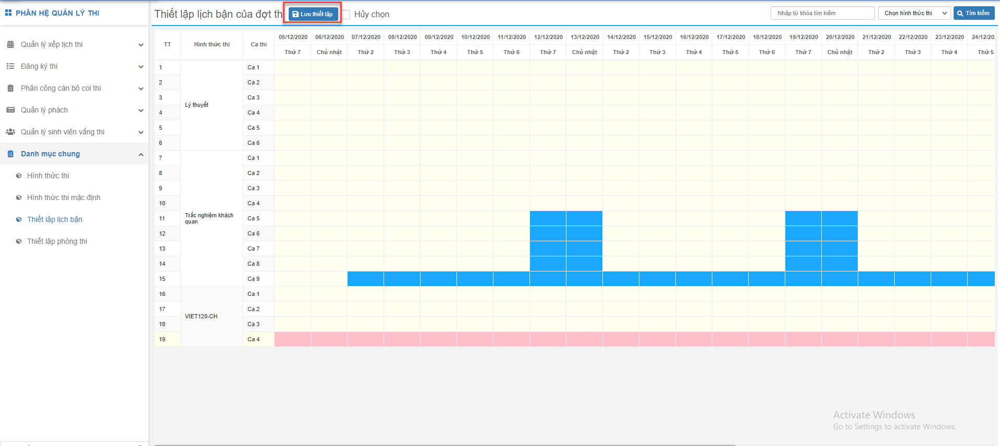 PHÂN HỆ QUẢN LÝ THI
Quản lý xếp lịch thi
Đăng ký thi
Phân công cán bộ coi thi
Quản lý phách
Quản lý sinh viên vắng thi
Danh mục chung
Hình thức thi
Hình thức thi mặc định
Thiết lập lịch bận
Thiết lập phòng thi
Thiết lập lịch bận của đợt th
Lưu thiết lập
Hủy chọn
Nhập từ khóa tìm kiếm
Chọn hình thức thi
Tìm kiếm
TT Hình thức thi Ca thi 05/12/2020 06/12/2020 07/12/2020 08/12/2020 09/12/2020 10/12/2020 11/12/2020 12/12/2020 13/12/2020 14/12/2020 15/12/2020 16/12/2020 17/12/2020 18/12/2020 19/12/2020 20/12/2020 21/12/2020 22/12/2020 23/12/2020 24/12/20
Thứ 7 Chủ nhật Thứ 2 Thứ 3 Thứ 4 Thứ 5 Thứ 6 Thứ 7 Chủ nhật Thứ 2 Thứ 3 Thứ 4 Thứ 5 Thứ 6 Thứ 7 Chủ nhật Thứ 2 Thứ 3 Thứ 4 Thứ 5
1 Ca 1
2 Ca 2
3 Ca 3
Lý thuyết
4 Ca 4
5 Ca 5
6 Ca 6
7 Ca 1
8 Ca 2
9 Ca 3
10 Ca 4
Trắc nghiệm khách
quan
11 Ca 5
12 Ca 6
13 Ca 7
14 Ca 8
15 Ca 9
16 Ca 1
17 Ca 2
VIET120-CH
18 Ca 3
19 Ca 4
Activate Windows
Go to Settings to activate Windows.